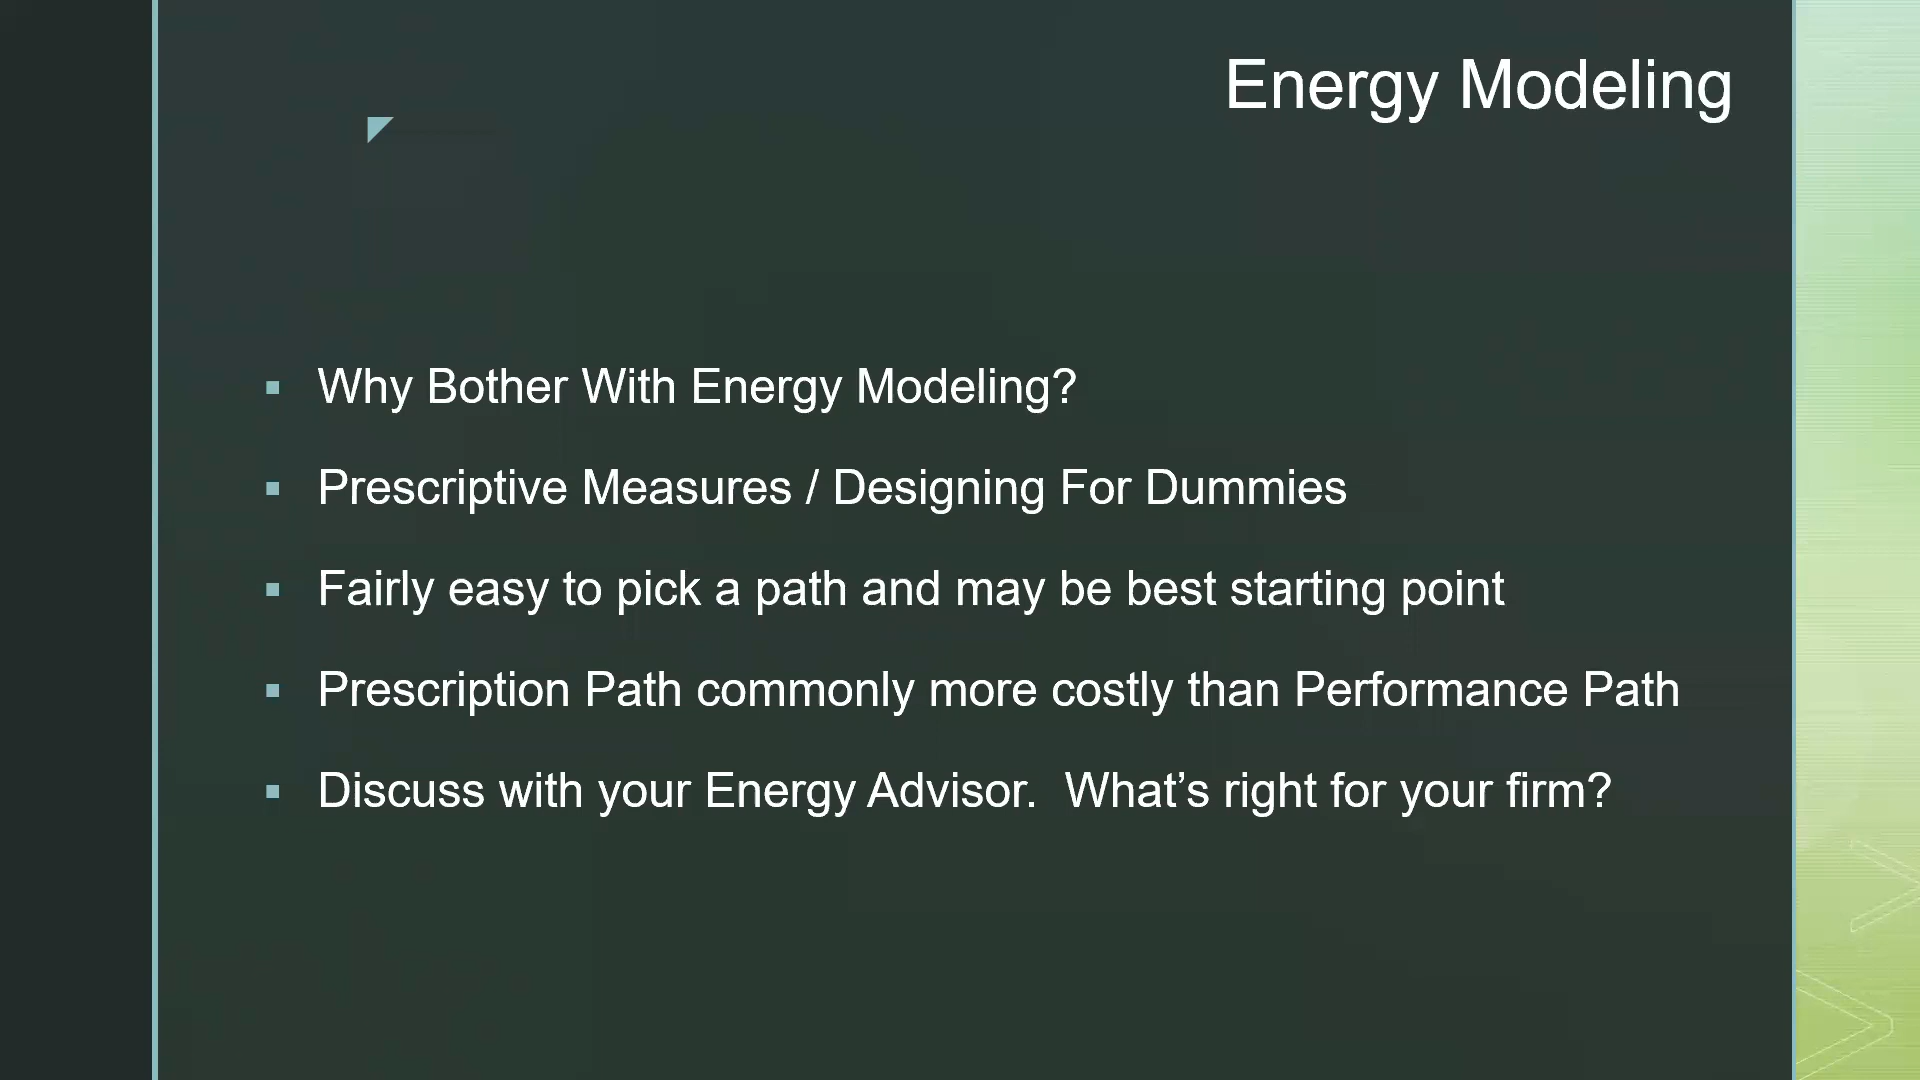 Energy Modeling
Why Bother With Energy Modeling?
Prescriptive Measures / Designing For Dummies
Fairly easy to pick a path and may be best starting point
Prescription Path commonly more costly than Performance Path
Discuss with your Energy Advisor.  What’s right for your firm?